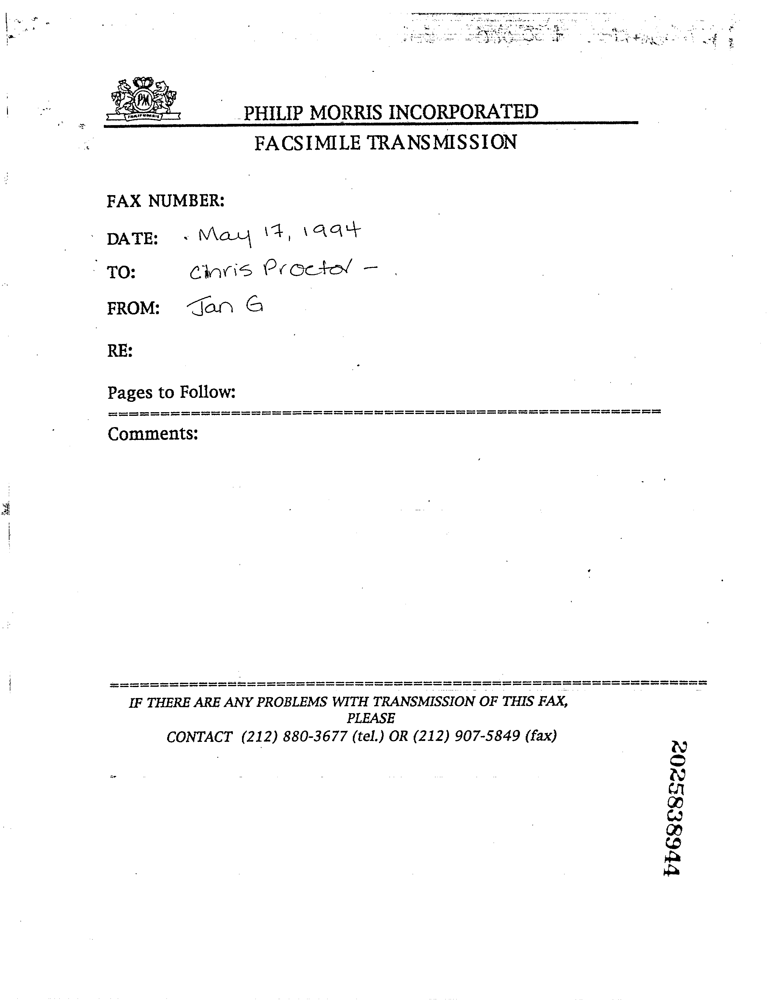 PHILIP MORRIS INCORPORATED
FACSIMILE TRANSMISSION
FAX NUMBER:
DATE: May 17, 1994
TO: Chris Proctor -
FROM: Jan G
RE:
Pages to Follow:
Comments:
IF THERE ARE ANY PROBLEMS WITH TRANSMISSION OF THIS FAX,
PLEASE
CONTACT (212) 880-3677 (tel.) OR (212) 907-5849 (fax)
2025838944